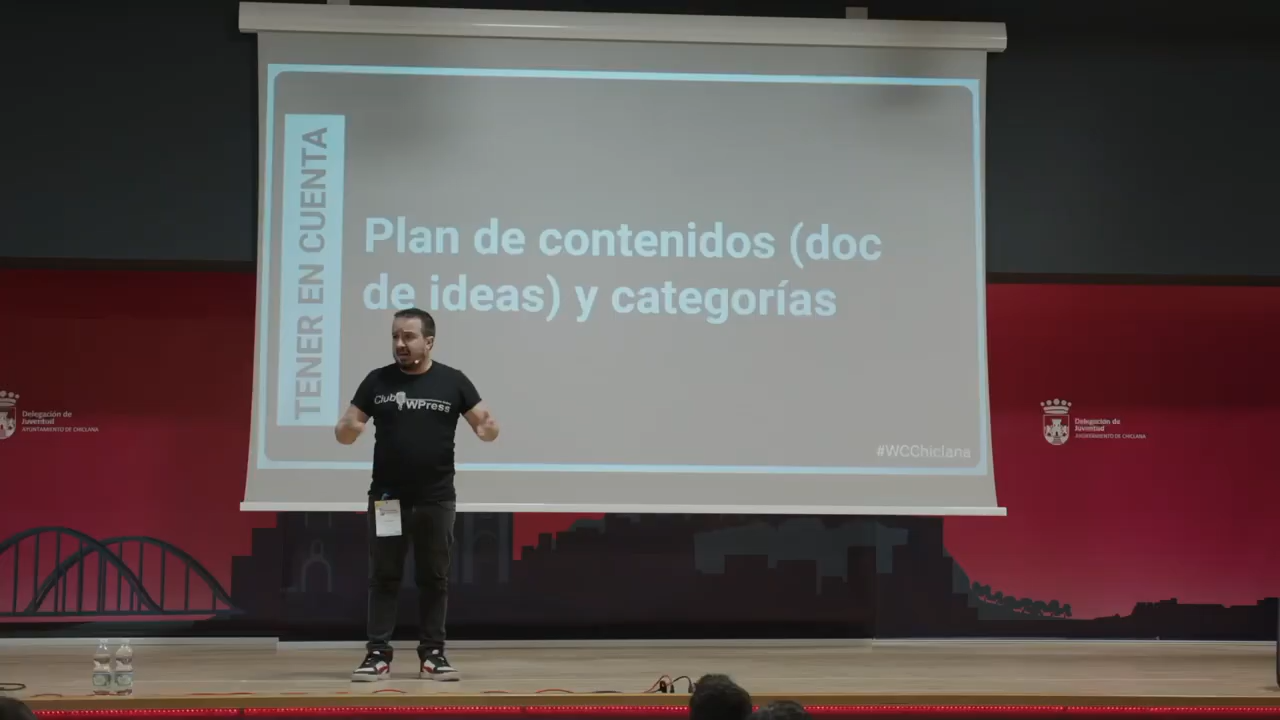 TENER EN CUENTA
Plan de contenidos (doc
de ideas) y categorías
#WCChiclana
Club
WPress
Delegación de
Juventud
AYUNTAMIENTO DE CHICLANA
Delegación de
Juventud
AYUNTAMIENTO DE CHICLANA